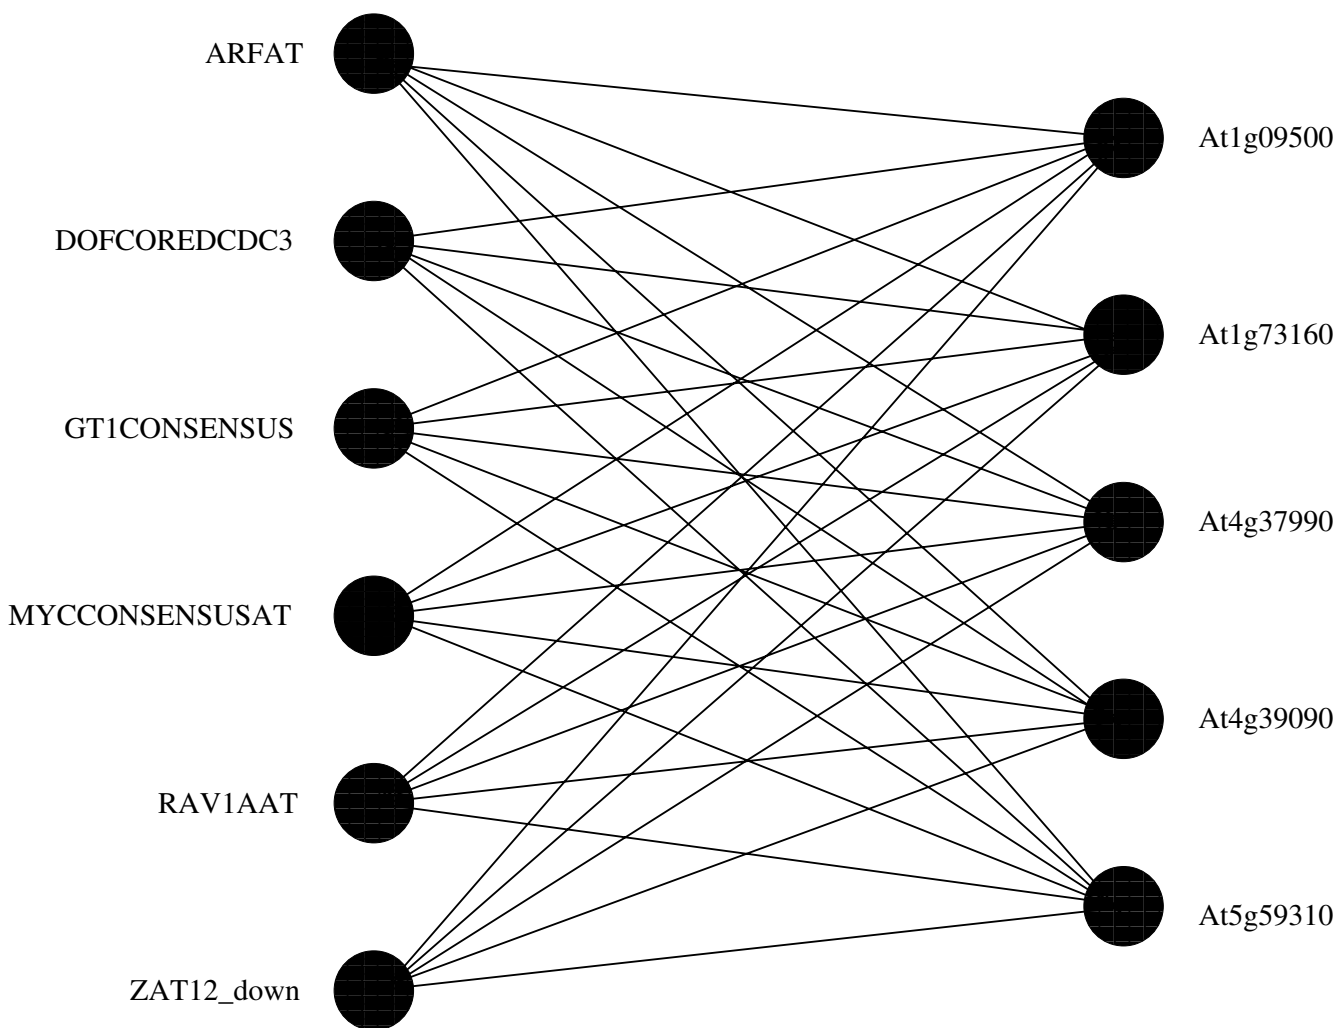 ARFAT
DOFCOREDCDC3
GT1CONSENSUS
MYCCONSENSUSAT
RAV1AAT
ZAT12_down
At1g09500
At1g73160
At4g37990
At4g39090
At5g59310